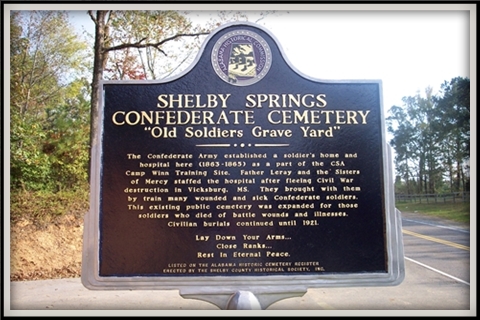 SHELBY SPRINGS
CONFEDERATE CEMETERY
"Old Soldiers Grave Yard"
The Confederate Army established a soldier's home and
hospital here (1863-1865) as a part of the CSA
Camp Winn Training Site. Father Leray and the Sisters
of Mercy staffed the hospital after fleeing Civil War
destruction in Vicksburg, MS. They brought with them
by train many wounded and sick Confederate soldiers.
This existing public cemetery was expanded for those
soldiers who died of battle wounds and illnesses.
Civilian burials continued until 1921.
Lay Down Your Arms...
Close Ranks...
Rest In Eternal Peace.
LISTED ON THE ALABAMA HISTORIC CEMETERY REGISTER
ERECTED BY THE SHELBY COUNTY HISTORICAL SOCIETY, INC.